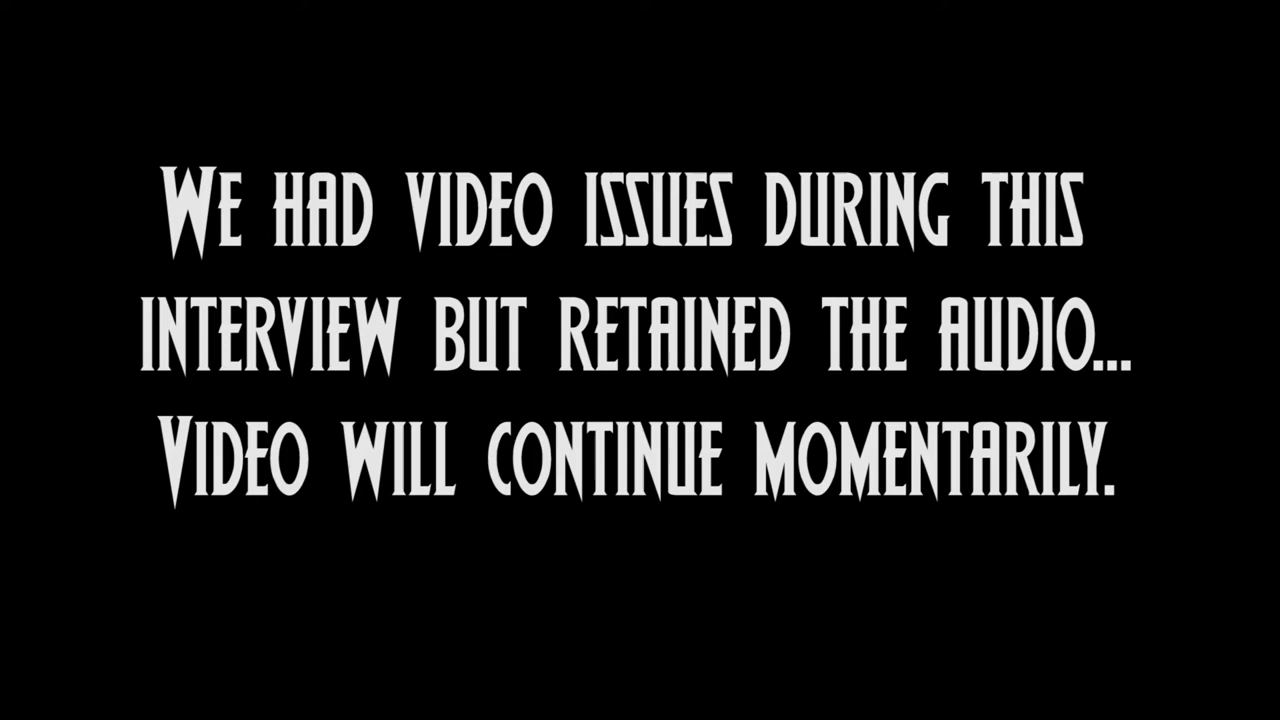 We had video issues during this
interview but retained the audio...
Video will continue momentarily.